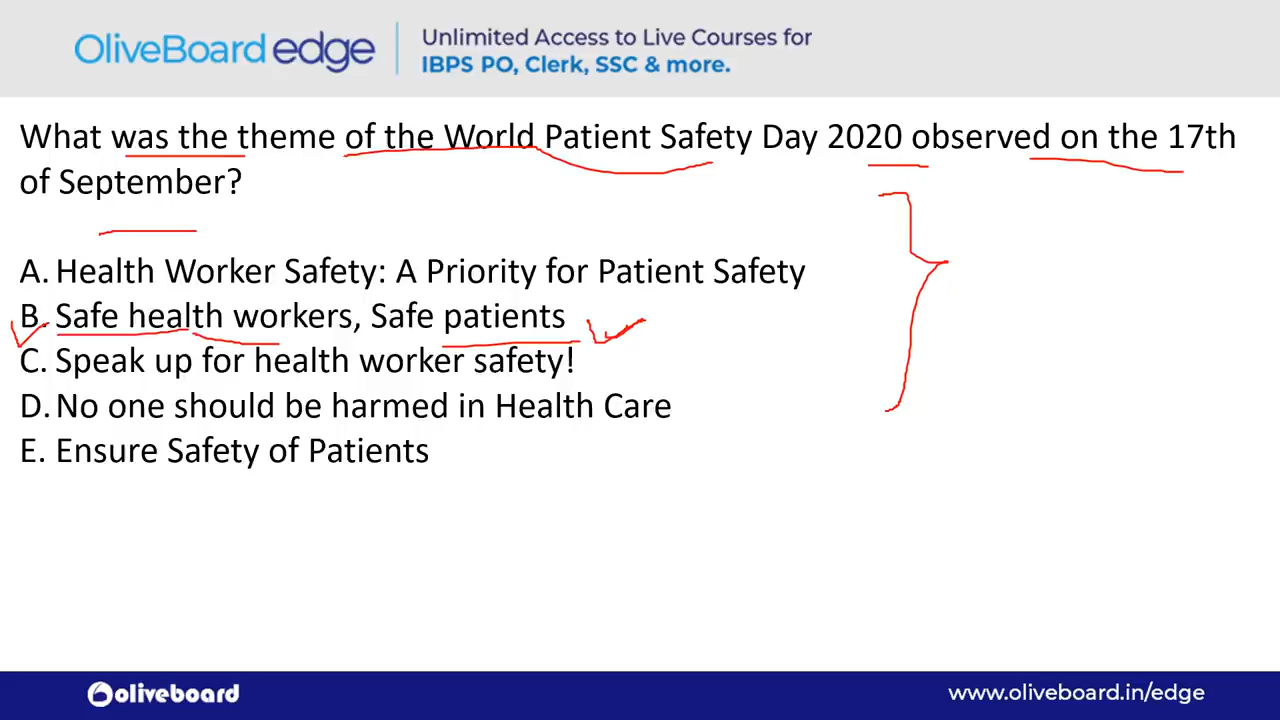 OliveBoard edge
Unlimited Access to Live Courses for
IBPS PO, Clerk, SSC & more.
What was the theme of the World Patient Safety Day 2020 observed on the 17th
of September?
A. Health Worker Safety: A Priority for Patient Safety
B. Safe health workers, Safe patients
C. Speak up for health worker safety!
D. No one should be harmed in Health Care
E. Ensure Safety of Patients
oliveboard
www.oliveboard.in/edge